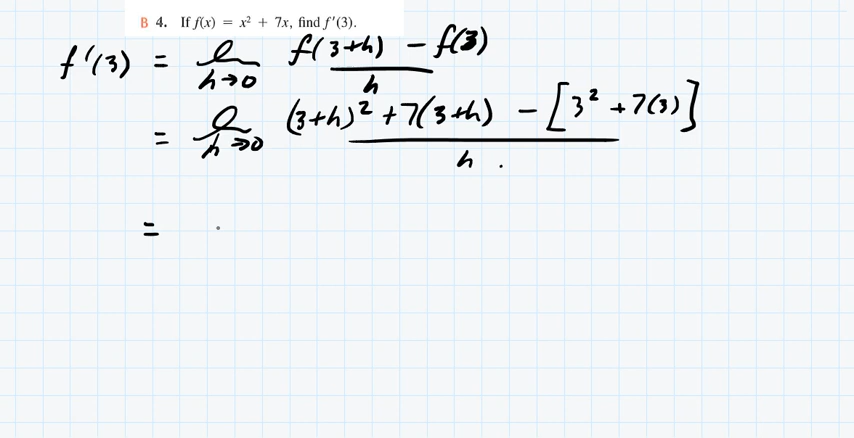 B 4. If f(x) = x² + 7x, find f'(3).
f'(3) = lim h→0 f(3+h) - f(3) / h
= lim h→0 (3+h)² + 7(3+h) - [3² + 7(3)] / h
=